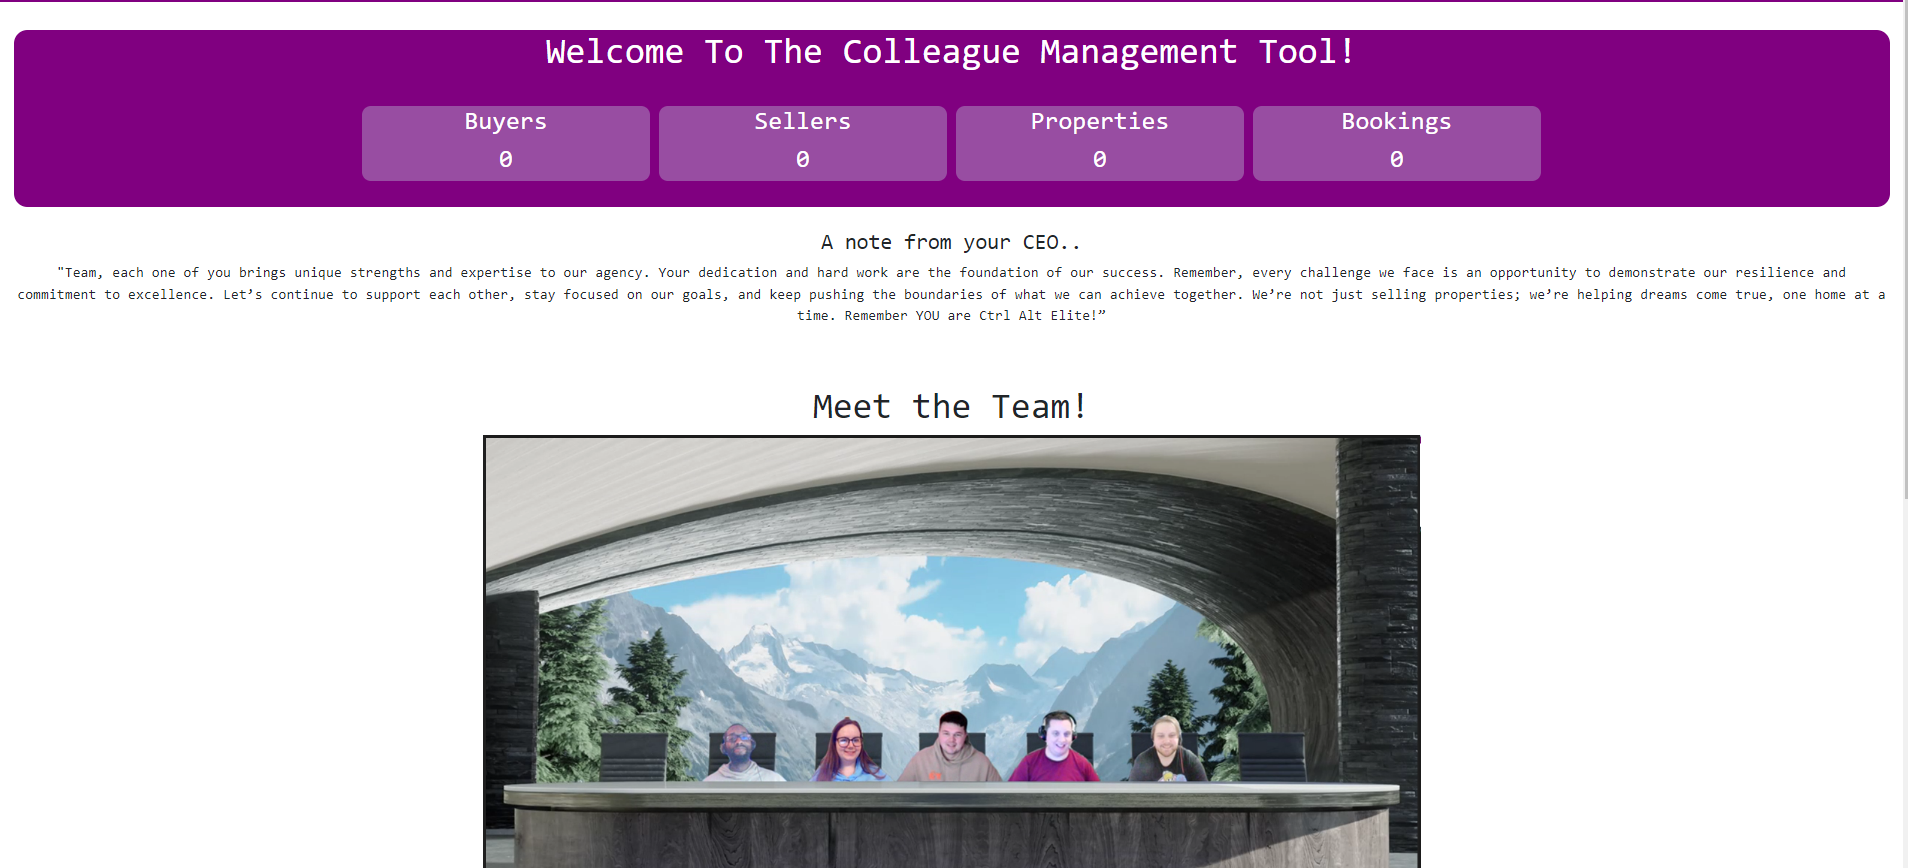 Welcome To The Colleague Management Tool!
Buyers
0
Sellers
0
Properties
0
Bookings
0
A note from your CEO..
"Team, each one of you brings unique strengths and expertise to our agency. Your dedication and hard work are the foundation of our success. Remember, every challenge we face is an opportunity to demonstrate our resilience and
commitment to excellence. Let’s continue to support each other, stay focused on our goals, and keep pushing the boundaries of what we can achieve together. We’re not just selling properties; we’re helping dreams come true, one home at a
time. Remember YOU are Ctrl Alt Elite!”
Meet the Team!